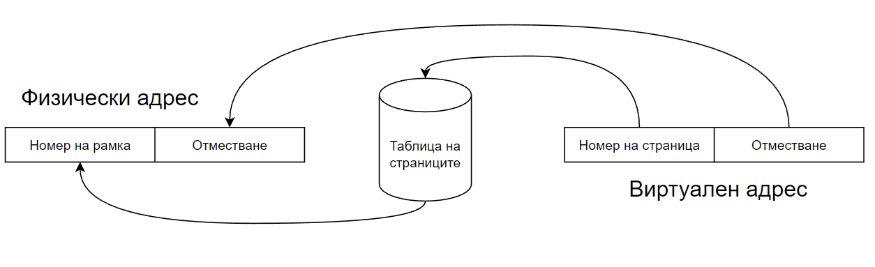 Физически адрес
Номер на рамка
Отместване
Таблица на
страниците
Номер на страница
Отместване
Виртуален адрес